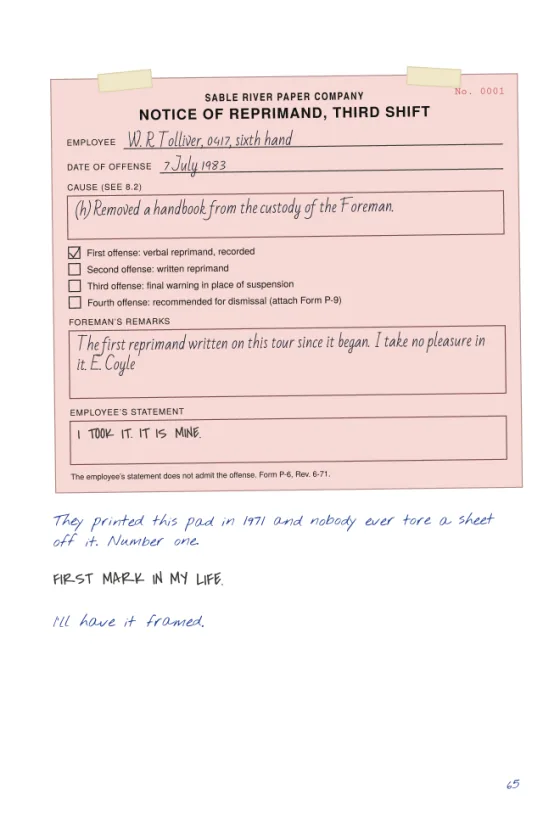 No. 0001
SABLE RIVER PAPER COMPANY
NOTICE OF REPRIMAND, THIRD SHIFT
EMPLOYEE W. R. Tolliver, 0417, sixth hand
DATE OF OFFENSE 7 July 1983
CAUSE (SEE 8.2)
(h) Removed a handbook from the custody of the Foreman.
First offense: verbal reprimand, recorded
Second offense: written reprimand
Third offense: final warning in place of suspension
Fourth offense: recommended for dismissal (attach Form P-9)
FOREMAN'S REMARKS
The first reprimand written on this tour since it began. I take no pleasure in
it. E. Coyle
EMPLOYEE'S STATEMENT
I TOOK IT. IT IS MINE.
The employee's statement does not admit the offense. Form P-6, Rev. 6-71.
They printed this pad in 1971 and nobody ever tore a sheet
off it. Number one.
FIRST MARK IN MY LIFE.
I'll have it framed.
65